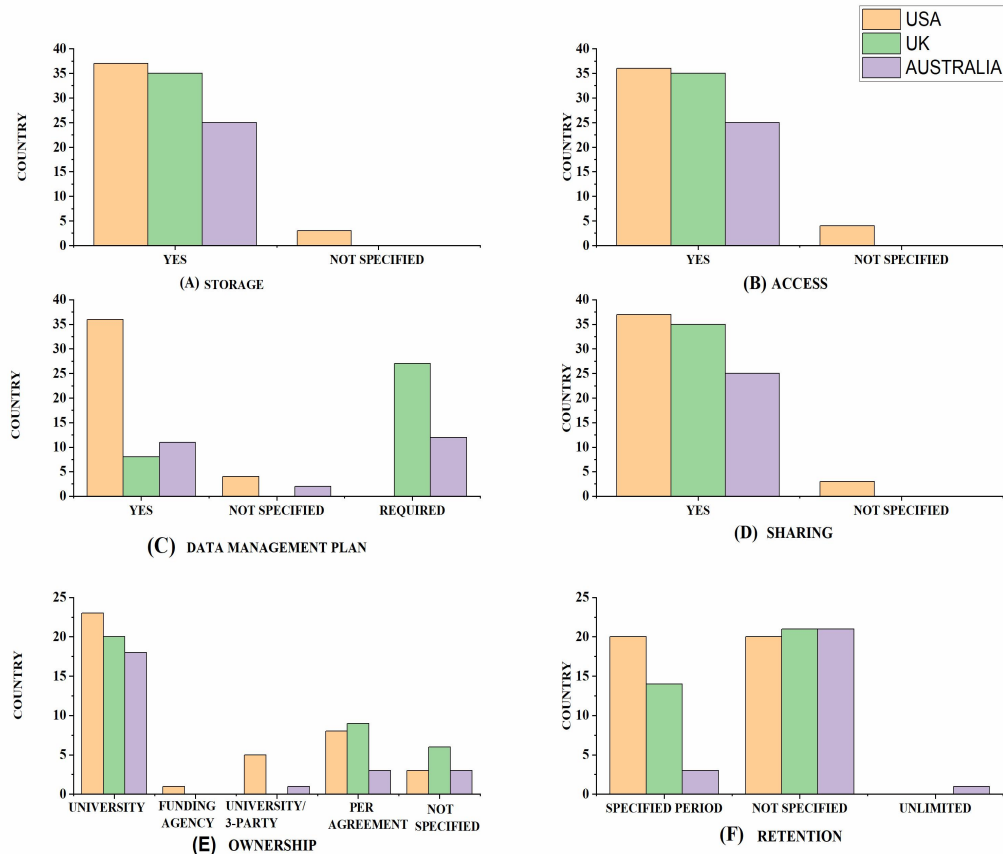 USA
UK
AUSTRALIA
40
35
30
25
20
15
10
5
0
COUNTRY
YES
NOT SPECIFIED
(A) STORAGE
40
35
30
25
20
15
10
5
0
COUNTRY
YES
NOT SPECIFIED
(B) ACCESS
40
35
30
25
20
15
10
5
0
COUNTRY
YES
NOT SPECIFIED
REQUIRED
(C) DATA MANAGEMENT PLAN
40
35
30
25
20
15
10
5
0
COUNTRY
YES
NOT SPECIFIED
(D) SHARING
25
20
15
10
5
0
COUNTRY
UNIVERSITY
FUNDING
AGENCY
UNIVERSITY/
3-PARTY
PER
AGREEMENT
NOT
SPECIFIED
(E) OWNERSHIP
25
20
15
10
5
0
COUNTRY
SPECIFIED PERIOD
NOT SPECIFIED
UNLIMITED
(F) RETENTION